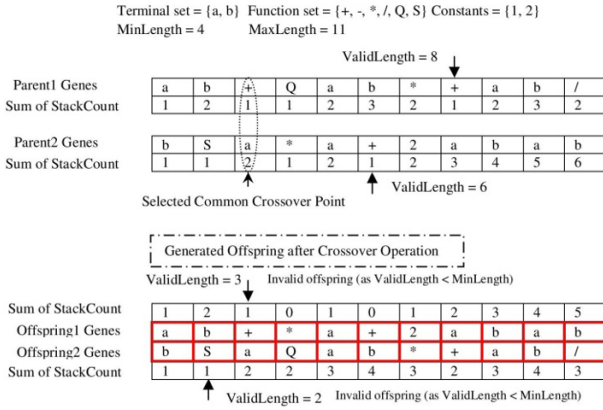 Terminal set = {a, b} Function set = {+, -, *, /, Q, S} Constants = {1, 2}
MinLength = 4 MaxLength = 11
ValidLength = 8
Parent1 Genes a b + Q a b * + a b /
Sum of StackCount 1 2 1 1 2 3 2 1 2 3 2
Parent2 Genes b S a * a + 2 a b a b
Sum of StackCount 1 1 2 1 2 1 2 3 4 5 6
Selected Common Crossover Point
ValidLength = 6
Generated Offspring after Crossover Operation
ValidLength = 3 Invalid offspring (as ValidLength < MinLength)
Sum of StackCount 1 2 1 0 1 0 1 2 3 4 5
Offspring1 Genes a b + * a + 2 a b a b
Offspring2 Genes b S a Q a b * + a b /
Sum of StackCount 1 1 2 2 3 4 3 2 3 4 3
ValidLength = 2 Invalid offspring (as ValidLength < MinLength)